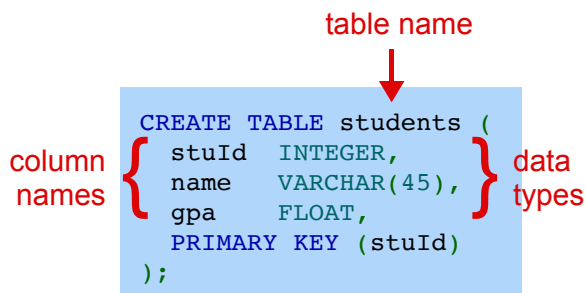 table name
CREATE TABLE students (
stuId INTEGER,
name VARCHAR(45),
gpa FLOAT,
PRIMARY KEY (stuId)
);
column
names
{
}
data
types